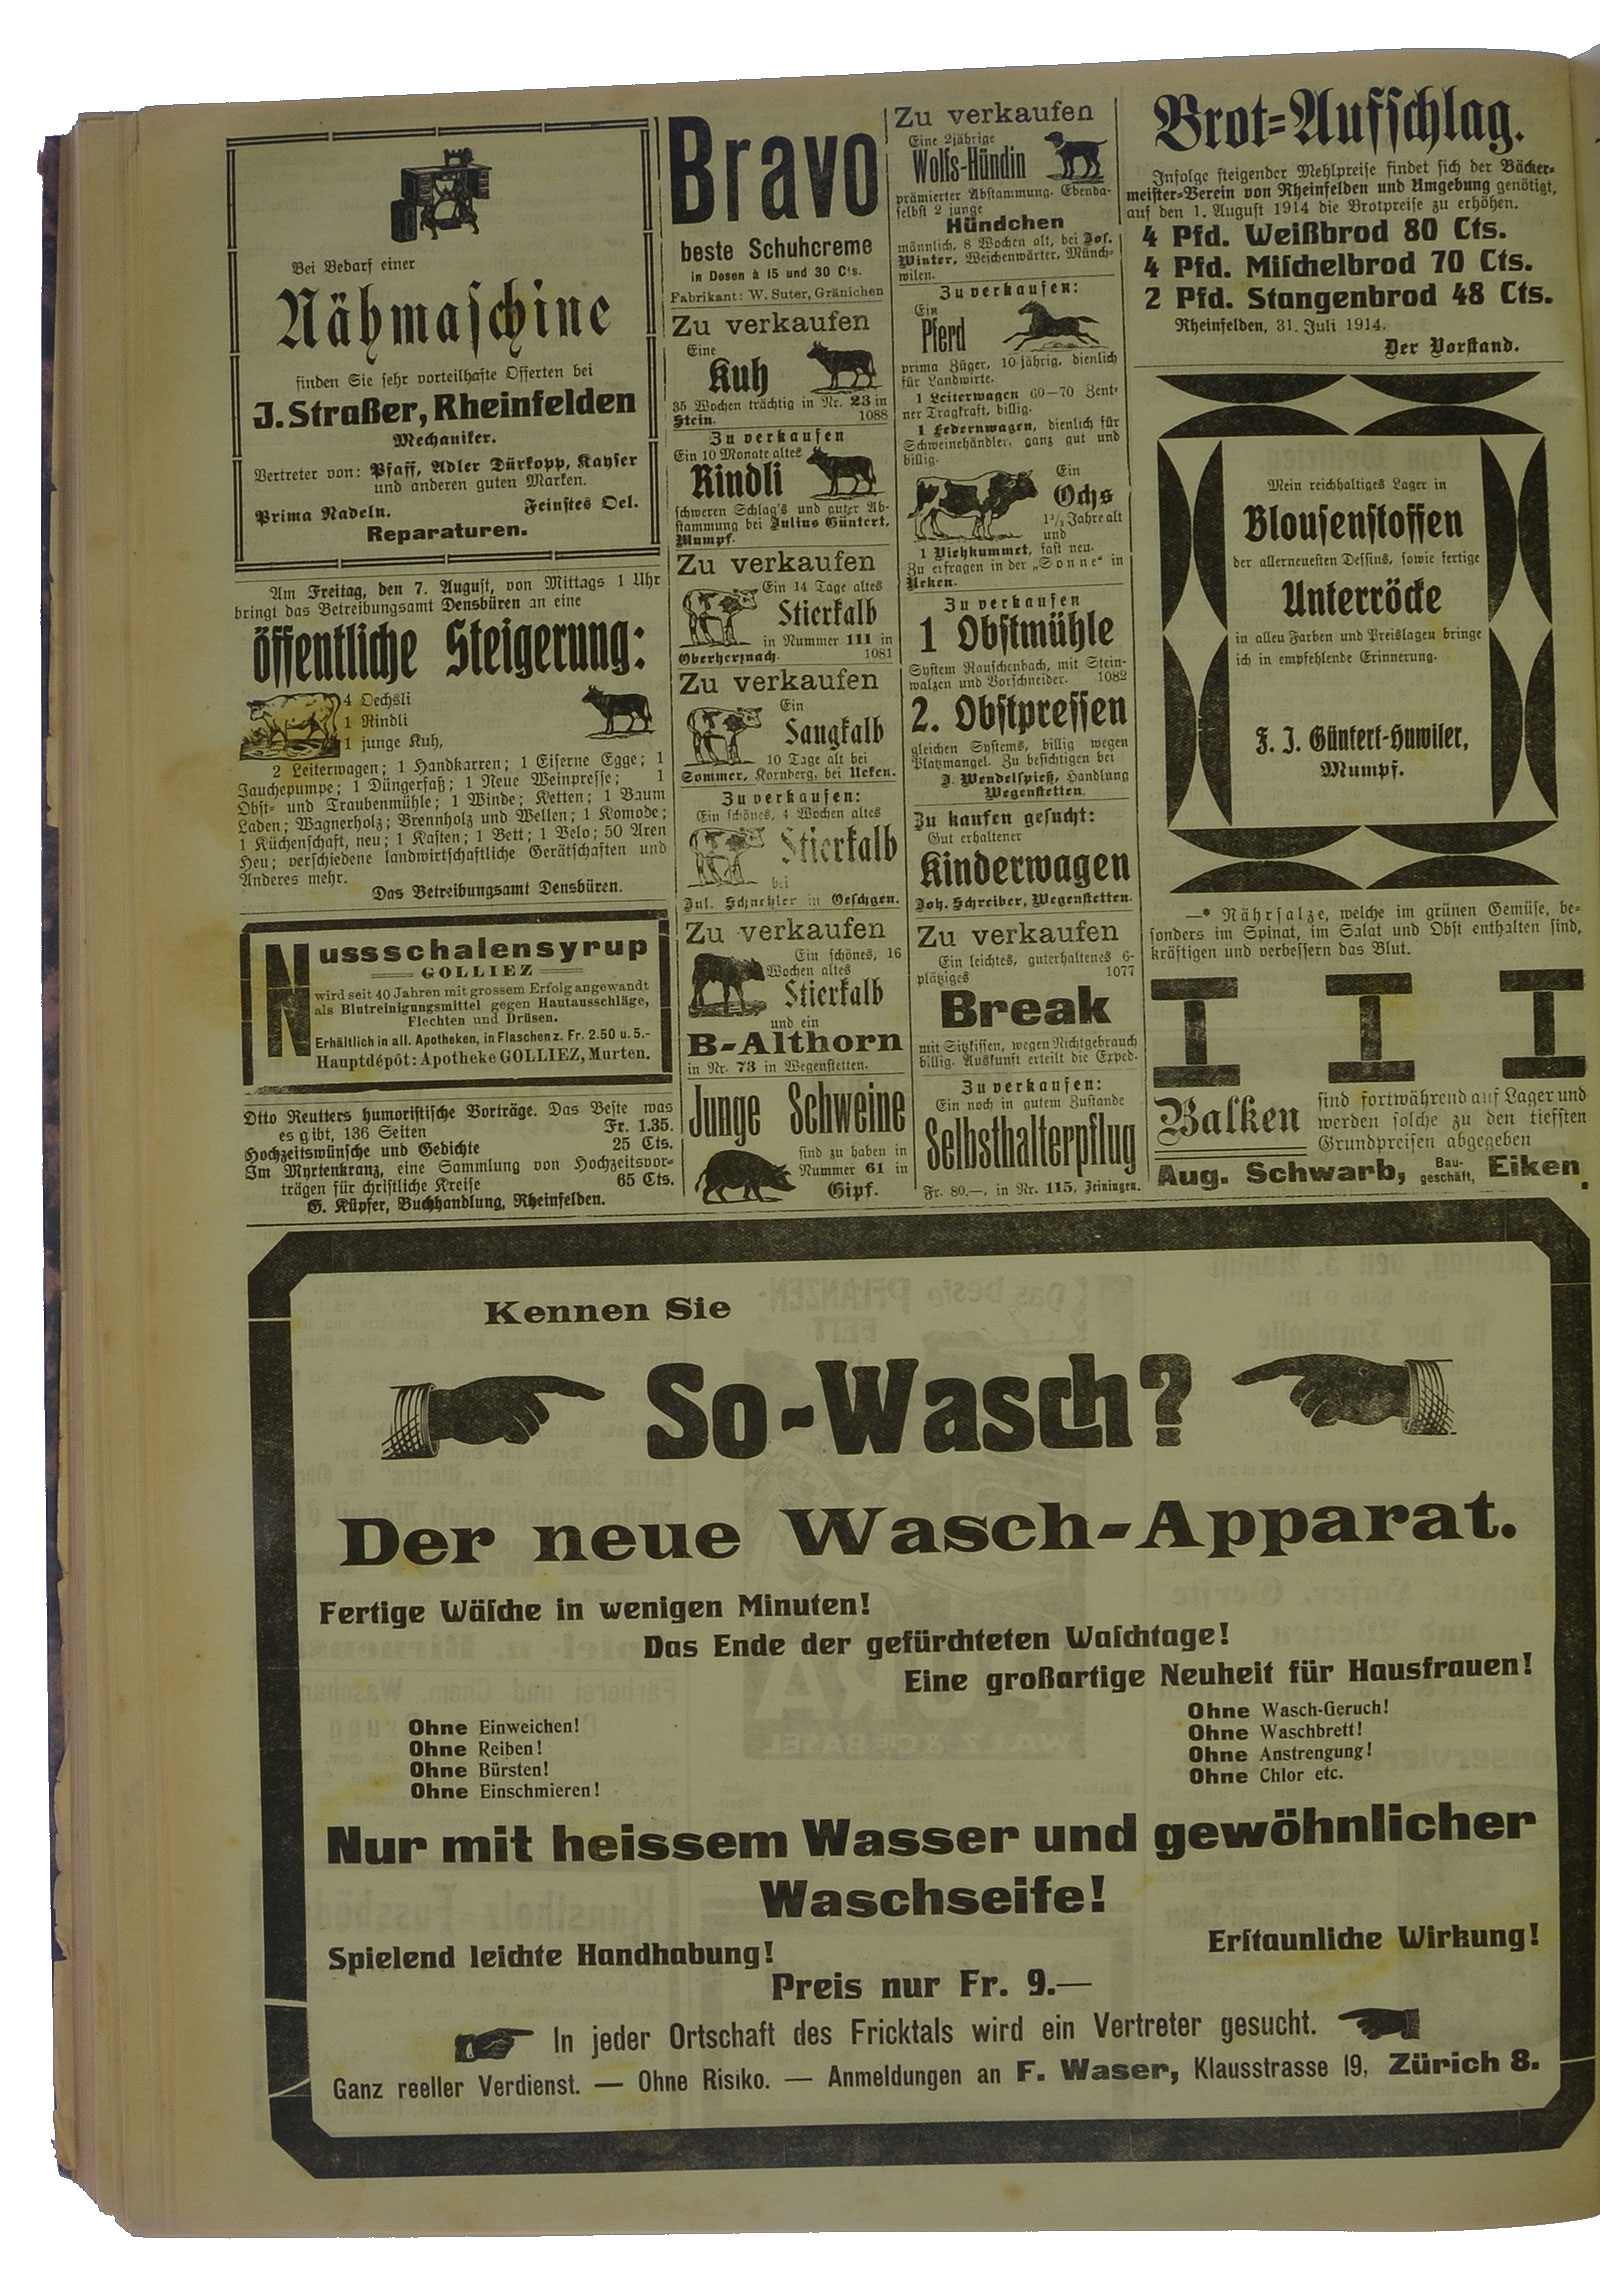 Bei Bedarf einer
Nähmaschine
finden Sie sehr vorteilhafte Offerten bei
J. Straßer, Rheinfelden
Mechaniker.
Vertreter von: Pfaff, Adler Dürkopp, Kayser
und anderen guten Marken.
Prima Nadeln. Feinstes Oel.
Reparaturen.
Am Freitag, den 7. August, von Mittags 1 Uhr
bringt das Betreibungsamt Densbüren an eine
öffentliche Steigerung:
4 Oechsli
1 Rindli
1 junge Kuh,
2 Leiterwagen; 1 Handkarren; 1 Eiserne Egge; 1
Jauchepumpe; 1 Düngerfaß; 1 Neue Weinpresse; 1
Obst- und Traubenmühle; 1 Winde; Ketten; 1 Baum
Laden; Wagnerholz; Brennholz und Wellen; 1 Komode;
1 Küchenschaft, neu; 1 Kasten; 1 Bett; 1 Velo; 50 Aren
Heu; verschiedene landwirtschaftliche Gerätschaften und
Anderes mehr.
Das Betreibungsamt Densbüren.
Nussschalensyrup
GOLLIEZ
wird seit 40 Jahren mit grossem Erfolg angewandt
als Blutreinigungsmittel gegen Hautausschläge,
Flechten und Drüsen.
Erhältlich in all. Apotheken, in Flaschen z. Fr. 2.50 u. 5.-
Hauptdépôt: Apotheke GOLLIEZ, Murten.
Otto Reutters humoristische Vorträge. Das Beste was
es gibt, 136 Seiten Fr. 1.35.
Hochzeitswünsche und Gedichte 25 Cts.
Im Myrtenkranz, eine Sammlung von Hochzeitsvor-
trägen für christliche Kreise 65 Cts.
G. Küpfer, Buchhandlung, Rheinfelden.
Bravo
beste Schuhcreme
in Dosen à 15 und 30 Cts.
Fabrikant: W. Suter, Gränichen
Zu verkaufen
Eine
Kuh
35 Wochen trächtig in Nr. 23 in
Stein. 1088
Zu verkaufen
Ein 10 Monate altes
Rindli
schweren Schlag's und guter Ab-
stammung bei Julius Güntert,
Mumpf.
Zu verkaufen
Ein 14 Tage altes
Stierkalb
in Nummer 111 in
Oberherznach. 1081
Zu verkaufen
Ein
Saugkalb
10 Tage alt bei
Sommer, Kornberg, bei Ueken.
Zu verkaufen:
Ein schönes, 4 Wochen altes
Stierkalb
bei
Jul. Schnetzler in Oeschgen.
Zu verkaufen
Ein schönes, 16
Wochen altes
Stierkalb
und ein
B-Althorn
in Nr. 73 in Wegenstetten.
Junge Schweine
sind zu haben in
Nummer 61 in
Gipf.
Zu verkaufen
Eine 2jährige
Wolfs-Hündin
prämierter Abstammung. Ebenda-
selbst 2 junge
Hündchen
männlich, 8 Wochen alt, bei Jos.
Winter, Weichenwärter, Münch-
wilen.
Zu verkaufen:
Ein
Pferd
prima Züger, 10 jährig, dienlich
für Landwirte.
1 Leiterwagen 60—70 Zent-
ner Tragkraft, billig.
1 Federnwagen, dienlich für
Schweinehändler, ganz gut und
billig.
Ein
Ochs
1½ Jahre alt
und
1 Viehkummet, fast neu.
Zu erfragen in der „Sonne" in
Ueken.
Zu verkaufen
1 Obstmühle
System Rauschenbach, mit Stein-
walzen und Vorschneider. 1082
2. Obstpressen
gleichen Systems, billig wegen
Platzmangel. Zu besichtigen bei
J. Wendelspieß, Handlung
Wegenstetten.
Zu kaufen gesucht:
Gut erhaltener
Kinderwagen
Joh. Schreiber, Wegenstetten.
Zu verkaufen
Ein leichtes, guterhaltenes 6-
plätziges 1077
Break
mit Sitzkissen, wegen Nichtgebrauch
billig. Auskunft erteilt die Exped.
Zu verkaufen:
Ein noch in gutem Zustande
Selbsthalterpflug
Fr. 80.—, in Nr. 115, Zeiningen.
Brot=Aufschlag.
Infolge steigender Mehlpreise findet sich der Bäcker-
meister-Verein von Rheinfelden und Umgebung genötigt,
auf den 1. August 1914 die Brotpreise zu erhöhen.
4 Pfd. Weißbrod 80 Cts.
4 Pfd. Mischelbrod 70 Cts.
2 Pfd. Stangenbrod 48 Cts.
Rheinfelden, 31. Juli 1914.
Der Vorstand.
Mein reichhaltiges Lager in
Blousenstoffen
der allerneuesten Dessins, sowie fertige
Unterröcke
in allen Farben und Preislagen bringe
ich in empfehlende Erinnerung.
F. J. Güntert-Huwiler,
Mumpf.
—* Nährsalze, welche im grünen Gemüse, be-
sonders im Spinat, im Salat und Obst enthalten sind,
kräftigen und verbessern das Blut.
I I I
Balken
sind fortwährend auf Lager und
werden solche zu den tiefsten
Grundpreisen abgegeben
Aug. Schwarb, Bau-geschäft, Eiken.
Kennen Sie
So-Wasch?
Der neue Wasch-Apparat.
Fertige Wäsche in wenigen Minuten!
Das Ende der gefürchteten Waschtage!
Eine großartige Neuheit für Hausfrauen!
Ohne Einweichen!
Ohne Reiben!
Ohne Bürsten!
Ohne Einschmieren!
Ohne Wasch-Geruch!
Ohne Waschbrett!
Ohne Anstrengung!
Ohne Chlor etc.
Nur mit heissem Wasser und gewöhnlicher
Waschseife!
Spielend leichte Handhabung! Erstaunliche Wirkung!
Preis nur Fr. 9.—
In jeder Ortschaft des Fricktals wird ein Vertreter gesucht.
Ganz reeller Verdienst. — Ohne Risiko. — Anmeldungen an F. Waser, Klausstrasse 19, Zürich 8.